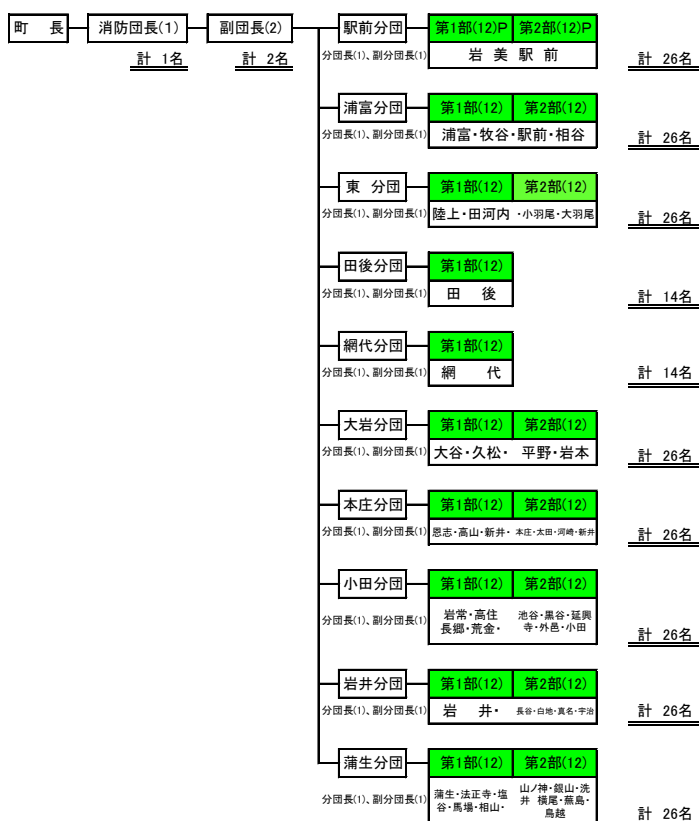 町 長 消防団長(1) 副団長(2) 駅前分団 第1部(12)P 第2部(12)P
計 1名 計 2名 分団長(1)、副分団長(1) 岩 美 駅 前 計 26名
浦富分団 第1部(12) 第2部(12)
分団長(1)、副分団長(1) 浦富・牧谷・駅前・相谷 計 26名
東 分団 第1部(12) 第2部(12)
分団長(1)、副分団長(1) 陸上・田河内 ・小羽尾・大羽尾 計 26名
田後分団 第1部(12)
分団長(1)、副分団長(1) 田 後 計 14名
網代分団 第1部(12)
分団長(1)、副分団長(1) 網 代 計 14名
大岩分団 第1部(12) 第2部(12)
分団長(1)、副分団長(1) 大谷・久松・ 平野・岩本 計 26名
本庄分団 第1部(12) 第2部(12)
分団長(1)、副分団長(1) 恩志・高山・新井・ 本庄・太田・河崎・新井 計 26名
小田分団 第1部(12) 第2部(12)
分団長(1)、副分団長(1) 岩常・高住 長郷・荒金・ 池谷・黒谷・延興寺・外邑・小田 計 26名
岩井分団 第1部(12) 第2部(12)
分団長(1)、副分団長(1) 岩 井・ 長谷・白地・真名・宇治 計 26名
蒲生分団 第1部(12) 第2部(12)
分団長(1)、副分団長(1) 蒲生・法正寺・塩谷・馬場・相山・ 山ノ神・銀山・洗井 横尾・蕪島・鳥越 計 26名